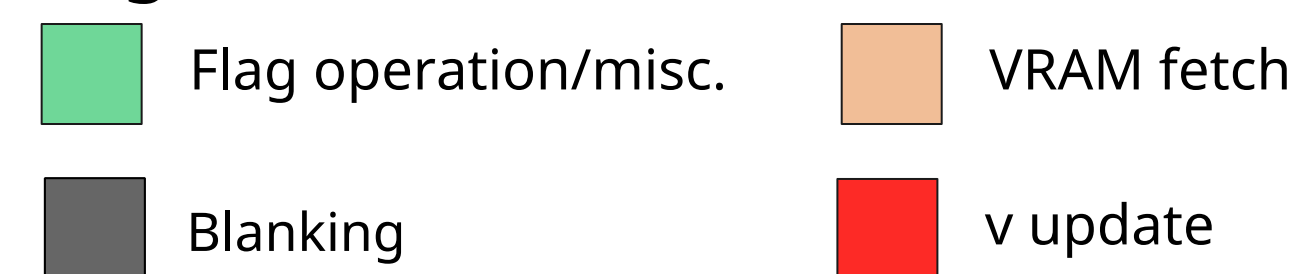 Flag operation/misc.
VRAM fetch
Blanking
v update